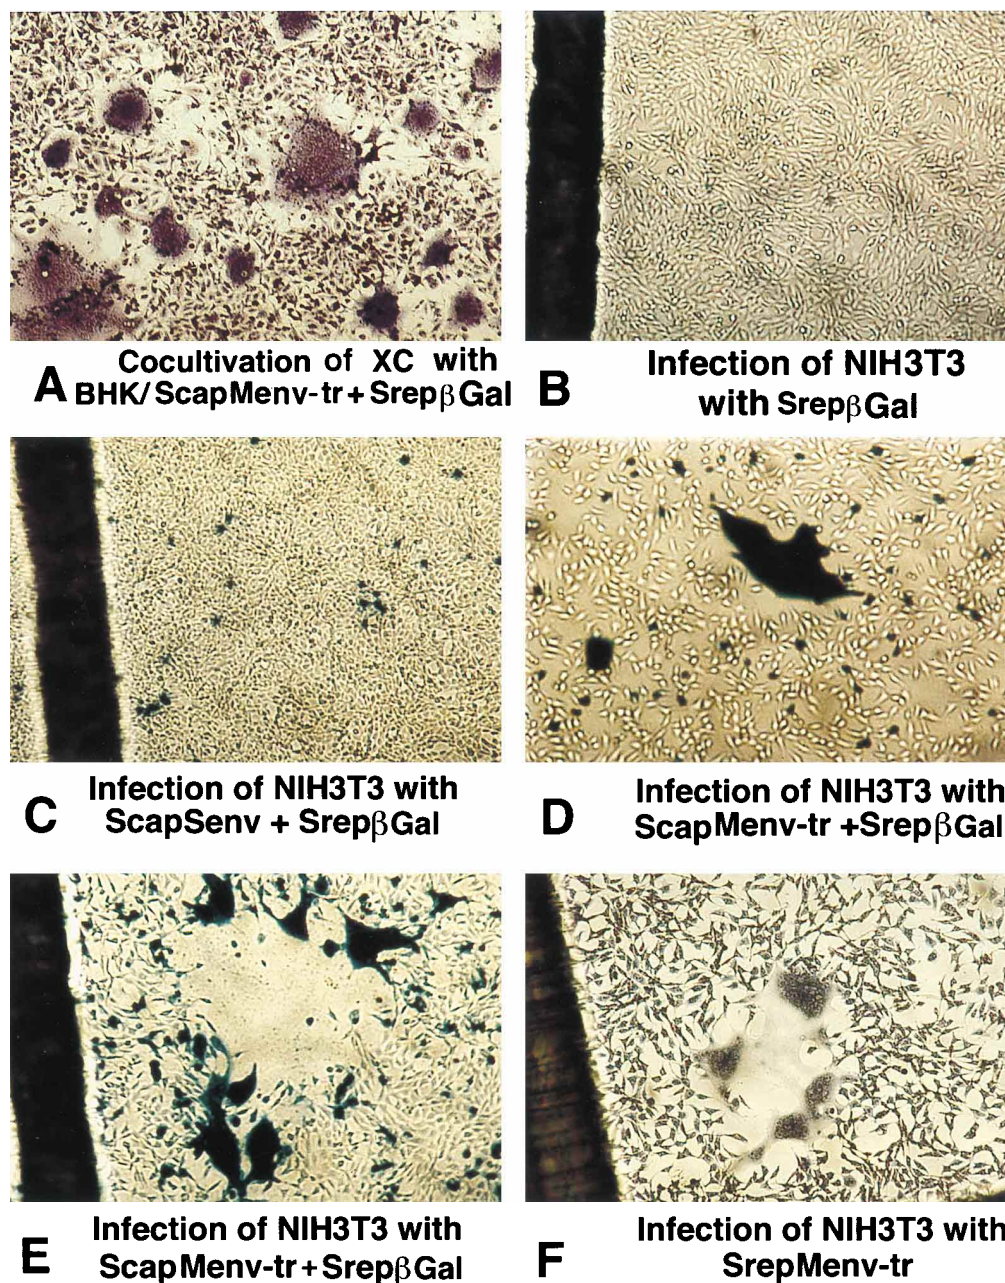 A Cocultivation of XC with
BHK/ScapMenv-tr + SrepβGal
B Infection of NIH3T3
with SrepβGal
C Infection of NIH3T3 with
ScapSenv + SrepβGal
D Infection of NIH3T3 with
ScapMenv-tr +SrepβGal
E Infection of NIH3T3 with
ScapMenv-tr + SrepβGal
F Infection of NIH3T3 with
SrepMenv-tr